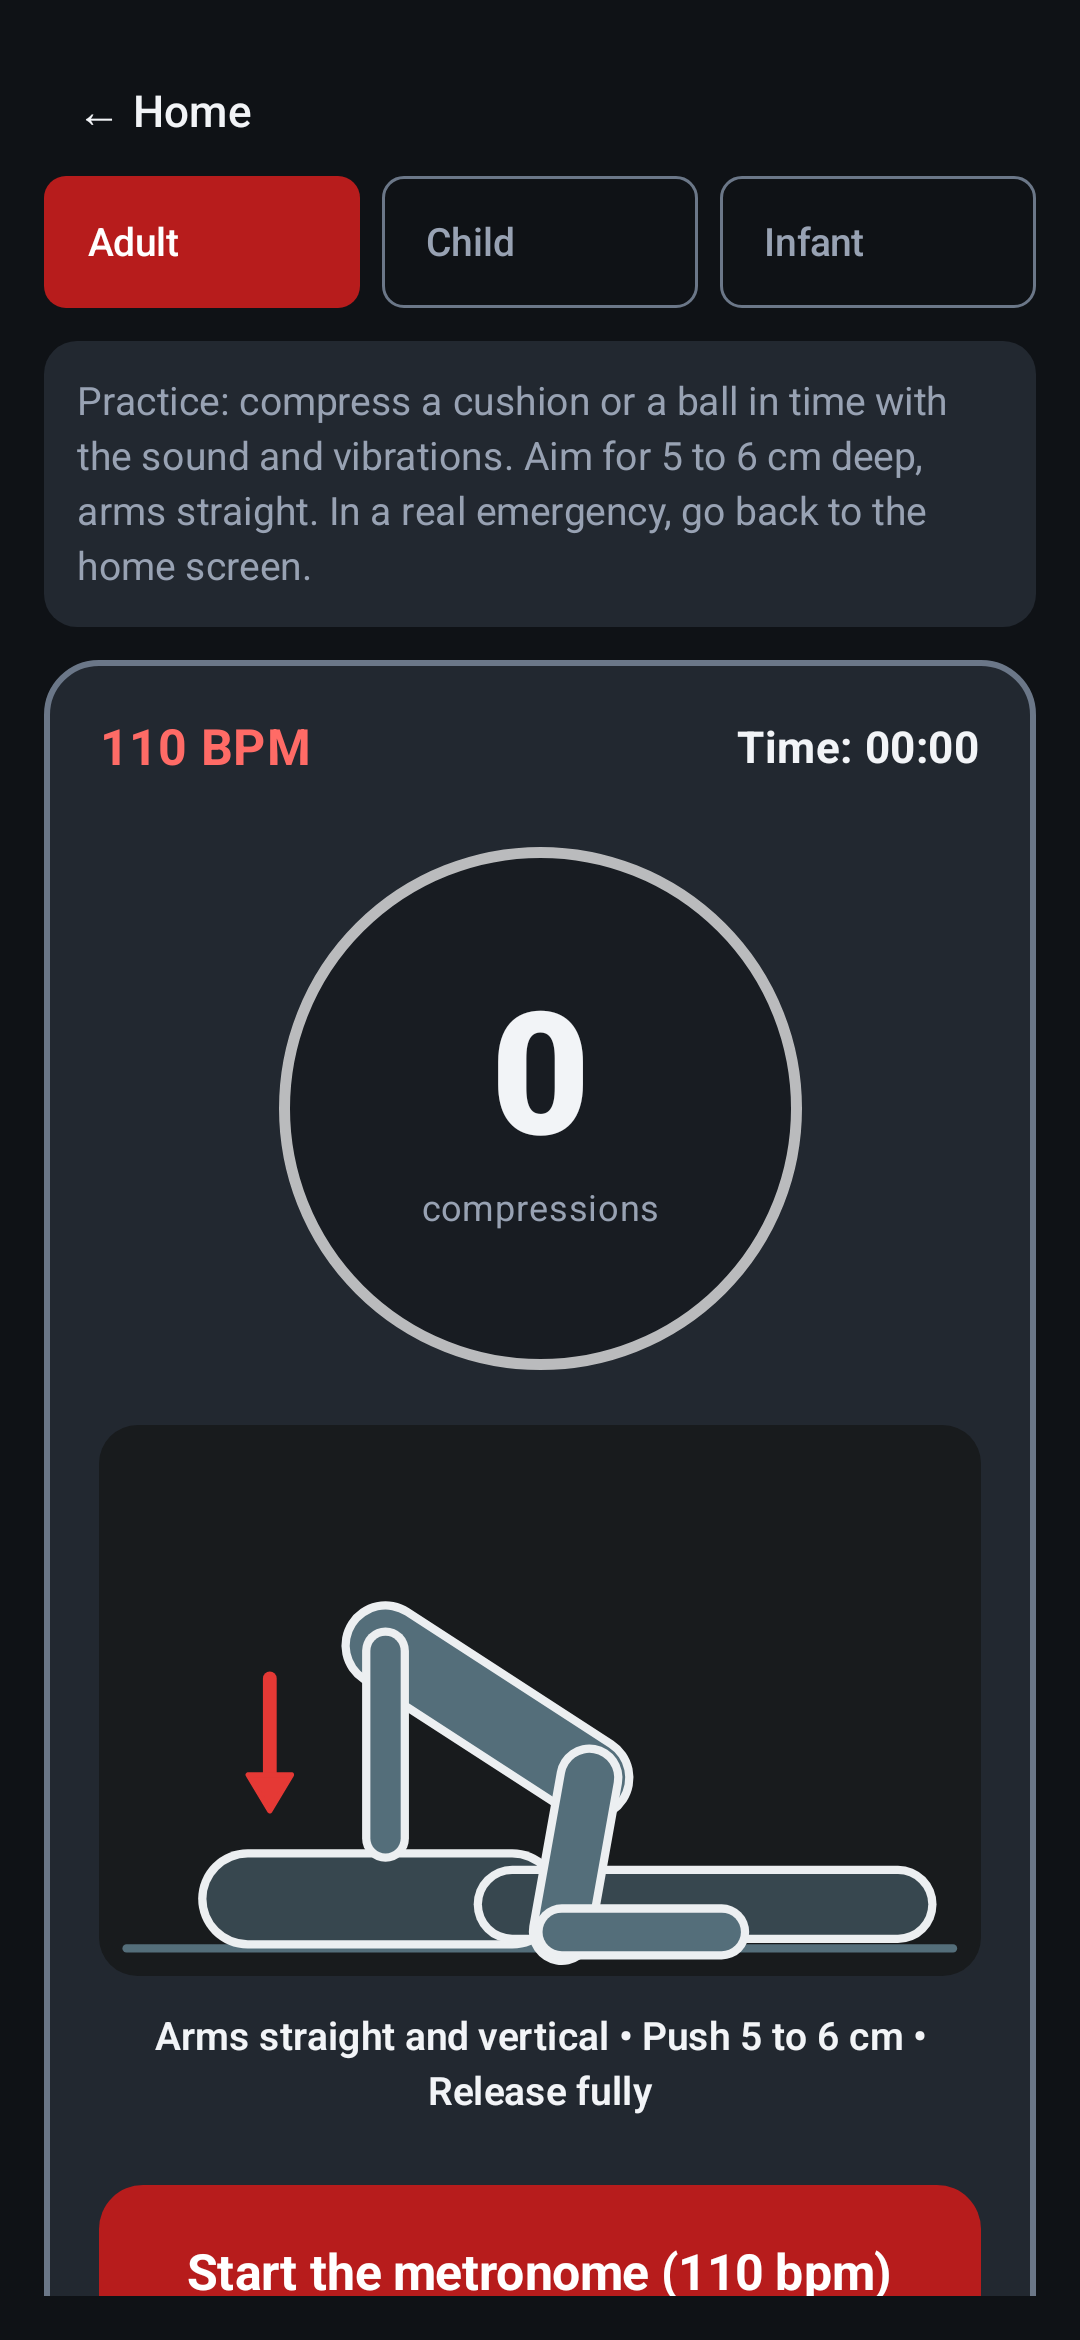 ← Home
Adult
Child
Infant
Practice: compress a cushion or a ball in time with
the sound and vibrations. Aim for 5 to 6 cm deep,
arms straight. In a real emergency, go back to the
home screen.
110 BPM
Time: 00:00
0
compressions
Arms straight and vertical • Push 5 to 6 cm •
Release fully
Start the metronome (110 bpm)